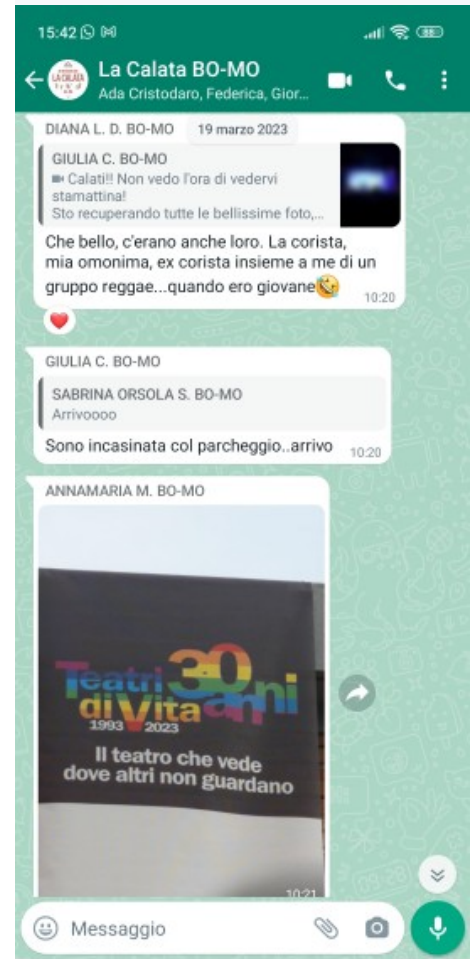 15:42
88
La Calata BO-MO
Ada Cristodaro, Federica, Gior...
DIANA L. D. BO-MO
19 marzo 2023
GIULIA C. BO-MO
Calati!! Non vedo l'ora di vedervi
stamattina!
Sto recuperando tutte le bellissime foto,...
Che bello, c'erano anche loro. La corista,
mia omonima, ex corista insieme a me di un
gruppo reggae...quando ero giovane
10:20
GIULIA C. BO-MO
SABRINA ORSOLA S. BO-MO
Arrivoooo
Sono incasinata col parcheggio..arrivo
10:20
ANNAMARIA M. BO-MO
Teatri 30
di Vita anni
1993 2023
Il teatro che vede
dove altri non guardano
10:21
Messaggio